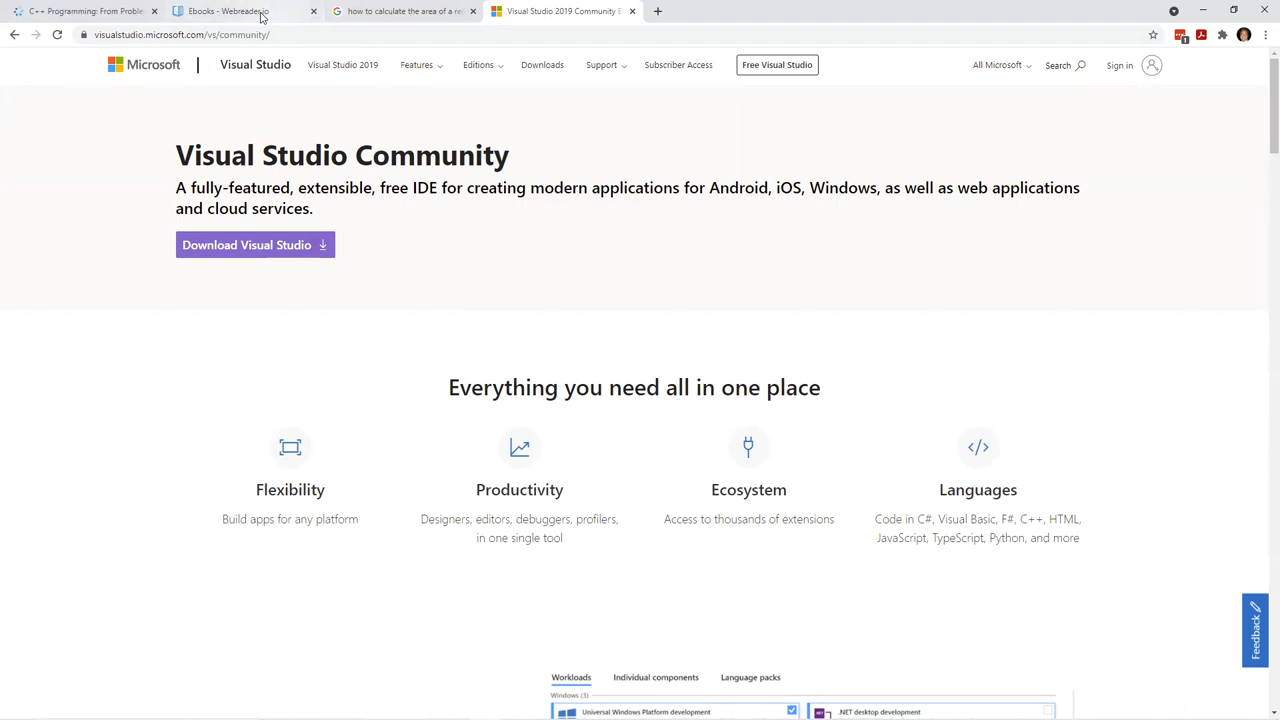 C++ Programming: From Proble
Ebooks - Webreader.io
how to calculate the area of a re
Visual Studio 2019 Community E
visualstudio.microsoft.com/vs/community/
1
Microsoft
Visual Studio
Visual Studio 2019
Features
Editions
Downloads
Support
Subscriber Access
Free Visual Studio
All Microsoft
Search
Sign in
Visual Studio Community
A fully-featured, extensible, free IDE for creating modern applications for Android, iOS, Windows, as well as web applications
and cloud services.
Download Visual Studio
Everything you need all in one place
Flexibility
Build apps for any platform
Productivity
Designers, editors, debuggers, profilers,
in one single tool
Ecosystem
Access to thousands of extensions
Languages
Code in C#, Visual Basic, F#, C++, HTML,
JavaScript, TypeScript, Python, and more
Feedback
Workloads
Individual components
Language packs
Windows (3)
Universal Windows Platform development
.NET desktop development